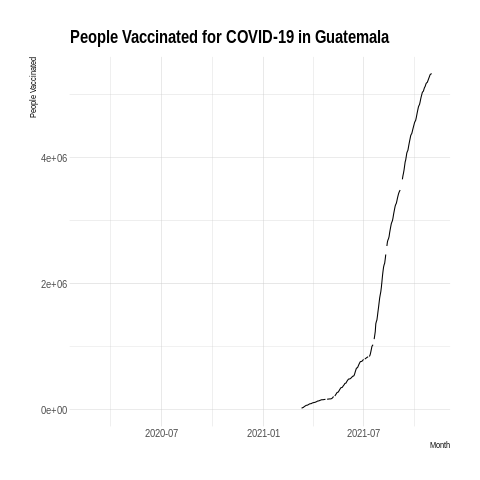 People Vaccinated for COVID-19 in Guatemala
People Vaccinated
4e+06
2e+06
0e+00
2020-07
2021-01
2021-07
Month